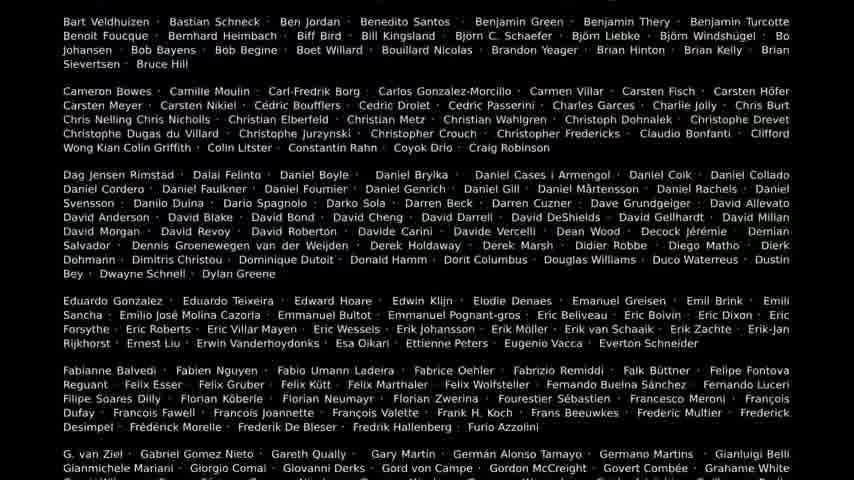 Bart Veldhuizen · Bastian Schneck · Ben Jordan · Benedito Santos · Benjamin Green · Benjamin Thery · Benjamin Turcotte
Benoit Foucque · Bernhard Heimbach · Biff Bird · Bill Kingsland · Björn C. Schaefer · Björn Liebke · Björn Windshügel · Bo
Johansen · Bob Bayens · Bob Begine · Boet Willard · Bouillard Nicolas · Brandon Yeager · Brian Hinton · Brian Kelly · Brian
Sievertsen · Bruce Hill
Cameron Bowes · Camille Moulin · Carl-Fredrik Borg · Carlos Gonzalez-Morcillo · Carmen Villar · Carsten Fisch · Carsten Höfer
Carsten Meyer · Carsten Nikiel · Cédric Boufflers · Cedric Drolet · Cedric Passerini · Charles Garces · Charlie Jolly · Chris Burt
Chris Nelling Chris Nicholls · Christian Elberfeld · Christian Metz · Christian Wahlgren · Christoph Dohnalek · Christophe Drevet
Christophe Dugas du Villard · Christophe Jurzynski · Christopher Crouch · Christopher Fredericks · Claudio Bonfanti · Clifford
Wong Kian Colin Griffith · Colin Litster · Constantin Rahn · Coyok Drio · Craig Robinson
Dag Jensen Rimstad · Dalai Felinto · Daniel Boyle · Daniel Brylka · Daniel Cases i Armengol · Daniel Coik · Daniel Collado
Daniel Cordero · Daniel Faulkner · Daniel Fournier · Daniel Genrich · Daniel Gill · Daniel Mårtensson · Daniel Rachels · Daniel
Svensson · Danilo Duina · Dario Spagnolo · Darko Sola · Darren Beck · Darren Cuzner · Dave Grundgeiger · David Allevato
David Anderson · David Blake · David Bond · David Cheng · David Darrell · David DeShields · David Gellhardt · David Millan
David Morgan · David Revoy · David Roberton · Davide Carini · Davide Vercelli · Dean Wood · Decock Jérémie · Demian
Salvador · Dennis Groenewegen van der Weijden · Derek Holdaway · Derek Marsh · Didier Robbe · Diego Matho · Dierk
Dohmann · Dimitris Christou · Dominique Dutoit · Donald Hamm · Dorit Columbus · Douglas Williams · Duco Waterreus · Dustin
Bey · Dwayne Schnell · Dylan Greene
Eduardo Gonzalez · Eduardo Teixeira · Edward Hoare · Edwin Klijn · Elodie Denaes · Emanuel Greisen · Emil Brink · Emili
Sancha · Emilio José Molina Cazorla · Emmanuel Bultot · Emmanuel Pognant-gros · Eric Beliveau · Eric Boivin · Eric Dixon · Eric
Forsythe · Eric Roberts · Eric Villar Mayen · Eric Wessels · Erik Johansson · Erik Möller · Erik van Schaaik · Erik Zachte · Erik-Jan
Rijkhorst · Ernest Liu · Erwin Vanderhoydonks · Esa Oikari · Ettienne Peters · Eugenio Vacca · Everton Schneider
Fabianne Balvedi · Fabien Nguyen · Fabio Umann Ladeira · Fabrice Oehler · Fabrizio Remiddi · Falk Büttner · Felipe Fontova
Reguant · Felix Esser · Felix Gruber · Felix Kütt · Felix Marthaler · Felix Wolfsteller · Fernando Buelna Sánchez · Fernando Luceri
Filipe Soares Dilly · Florian Köberle · Florian Neumayr · Florian Zwerina · Fourestier Sébastien · Francesco Meroni · François
Dufay · Francois Fawell · Francois Joannette · François Valette · Frank H. Koch · Frans Beeuwkes · Frederic Multier · Frederick
Desimpel · Frédérick Morelle · Frederik De Bleser · Fredrik Hallenberg · Furio Azzolini
G. van Ziel · Gabriel Gomez Nieto · Gareth Qually · Gary Martin · Germán Alonso Tamayo · Germano Martins · Gianluigi Belli
Gianmichele Mariani · Giorgio Comai · Giovanni Derks · Gord von Campe · Gordon McCreight · Govert Combée · Grahame White